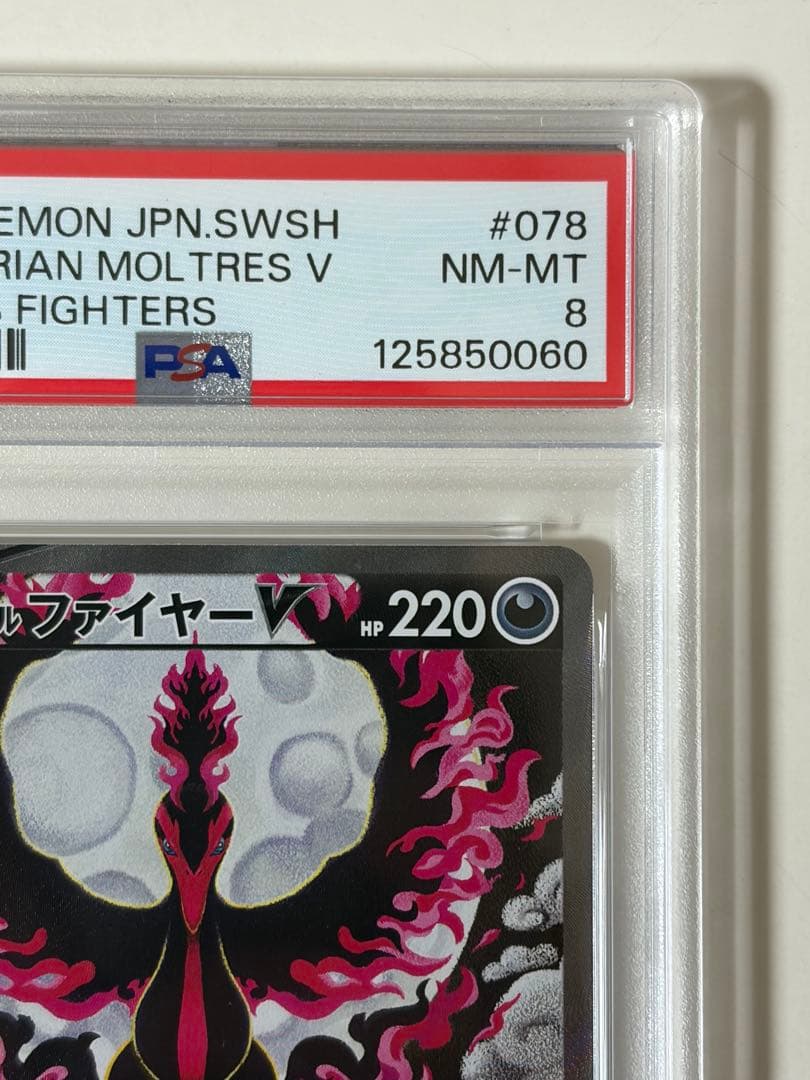 EMON JPN.SWSH #078
RIAN MOLTRES V NM-MT
FIGHTERS 8
PSA 125850060
ルファイヤーV HP 220